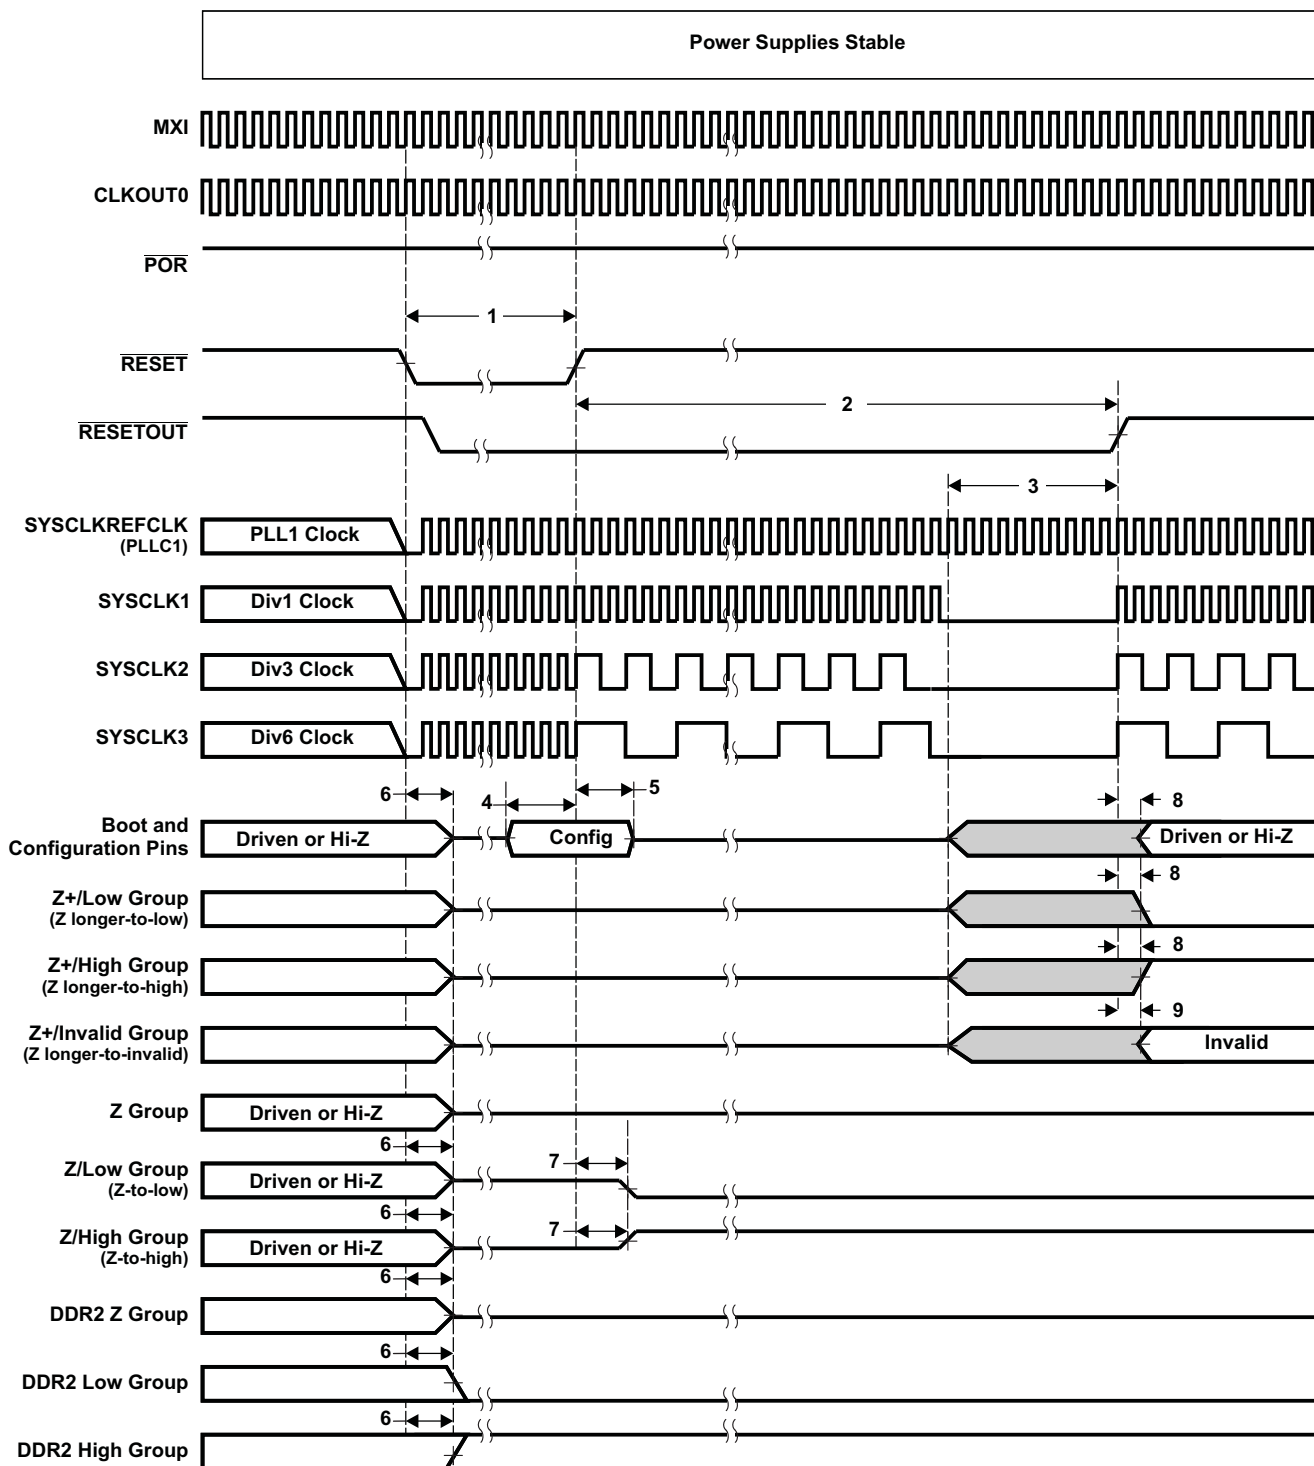 Power Supplies Stable
MXI
CLKOUT0
POR
1
RESET
2
RESETOUT
3
SYSCLKREFCLK
(PLLC1)
PLL1 Clock
SYSCLK1
Div1 Clock
SYSCLK2
Div3 Clock
SYSCLK3
Div6 Clock
6
4
5
8
Boot and
Configuration Pins
Driven or Hi-Z
Config
Driven or Hi-Z
8
Z+/Low Group
(Z longer-to-low)
8
Z+/High Group
(Z longer-to-high)
9
Z+/Invalid Group
(Z longer-to-invalid)
Invalid
Z Group
Driven or Hi-Z
6
7
Z/Low Group
(Z-to-low)
Driven or Hi-Z
6
7
Z/High Group
(Z-to-high)
Driven or Hi-Z
6
DDR2 Z Group
6
DDR2 Low Group
6
DDR2 High Group